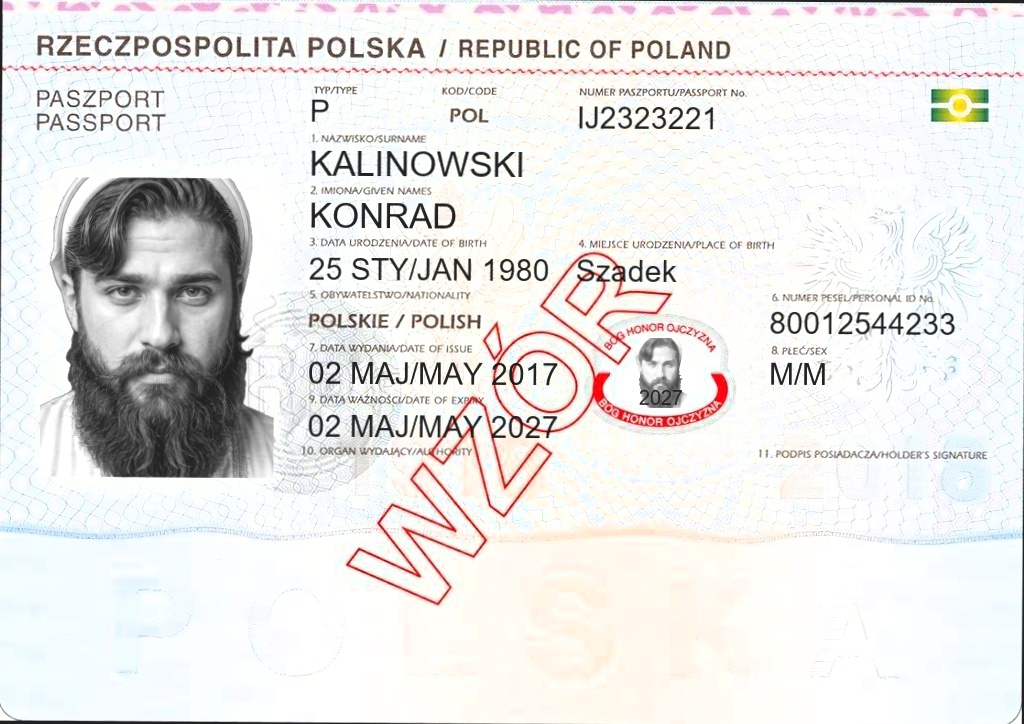 RZECZPOSPOLITA POLSKA / REPUBLIC OF POLAND
PASZPORT
PASSPORT
TYP/TYPE
KOD/CODE
NUMER PASZPORTU/PASSPORT No.
P
POL
IJ2323221
1. NAZWISKO/SURNAME
KALINOWSKI
2. IMIONA/GIVEN NAMES
KONRAD
3. DATA URODZENIA/DATE OF BIRTH
4. MIEJSCE URODZENIA/PLACE OF BIRTH
25 STY/JAN 1980
Szadek
5. OBYWATELSTWO/NATIONALITY
6. NUMER PESEL/PERSONAL ID No.
POLSKIE / POLISH
80012544233
7. DATA WYDANIA/DATE OF ISSUE
8. PŁEĆ/SEX
02 MAJ/MAY 2017
M/M
9. DATA WAŻNOŚCI/DATE OF EXPIRY
02 MAJ/MAY 2027
10. ORGAN WYDAJĄCY/AUTHORITY
11. PODPIS POSIADACZA/HOLDER'S SIGNATURE
BÓG HONOR OJCZYZNA
2027
BÓG HONOR OJCZYZNA
WZÓR
2018
POLSKA